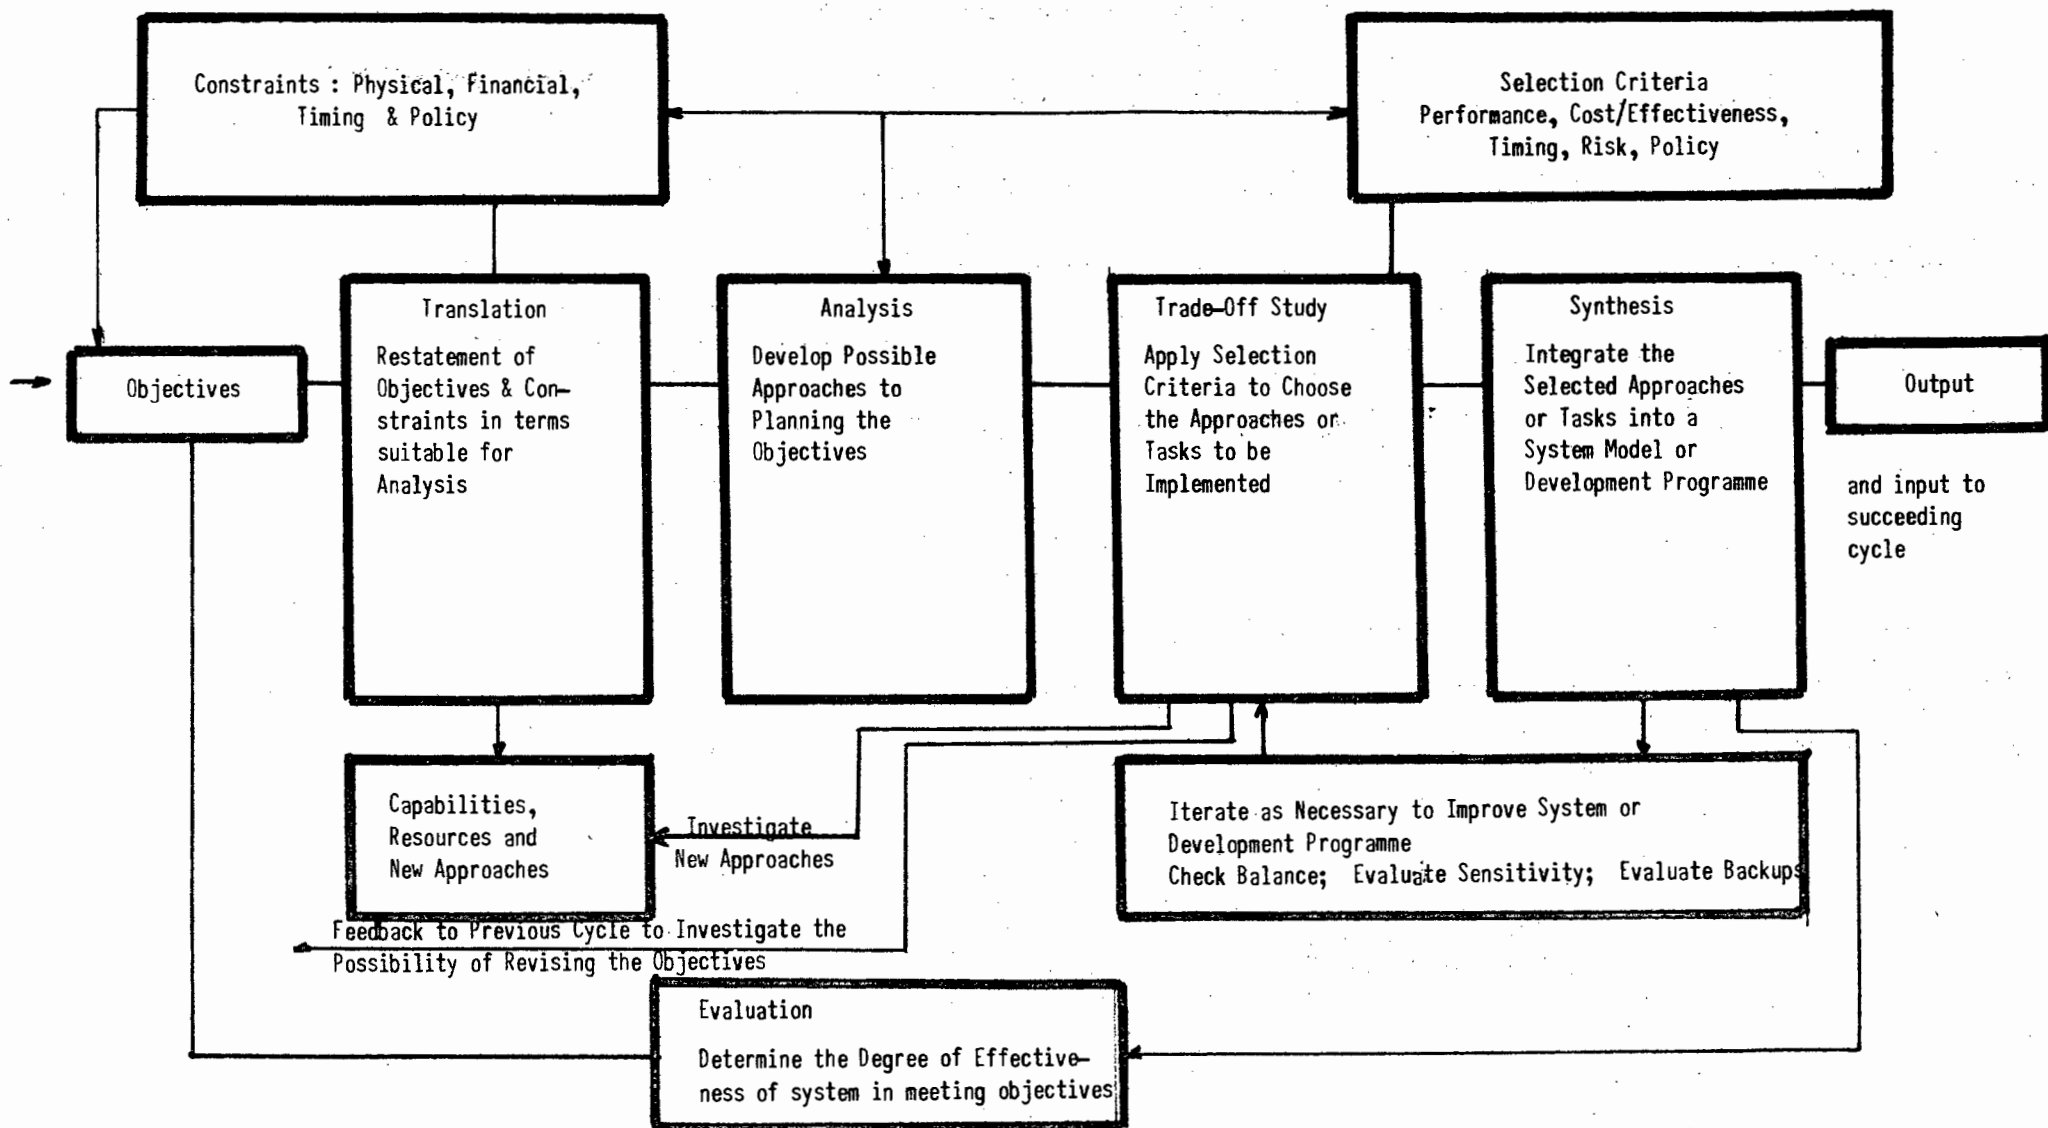 Constraints : Physical, Financial,
Timing & Policy
Selection Criteria
Performance, Cost/Effectiveness,
Timing, Risk, Policy
Objectives
Translation
Restatement of
Objectives & Con-
straints in terms
suitable for
Analysis
Analysis
Develop Possible
Approaches to
Planning the
Objectives
Trade-Off Study
Apply Selection
Criteria to Choose
the Approaches or
Tasks to be
Implemented
Synthesis
Integrate the
Selected Approaches
or Tasks into a
System Model or
Development Programme
Output
and input to
succeeding
cycle
Capabilities,
Resources and
New Approaches
Investigate
New Approaches
Iterate as Necessary to Improve System or
Development Programme
Check Balance; Evaluate Sensitivity; Evaluate Backups
Feedback to Previous Cycle to Investigate the
Possibility of Revising the Objectives
Evaluation
Determine the Degree of Effective-
ness of system in meeting objectives